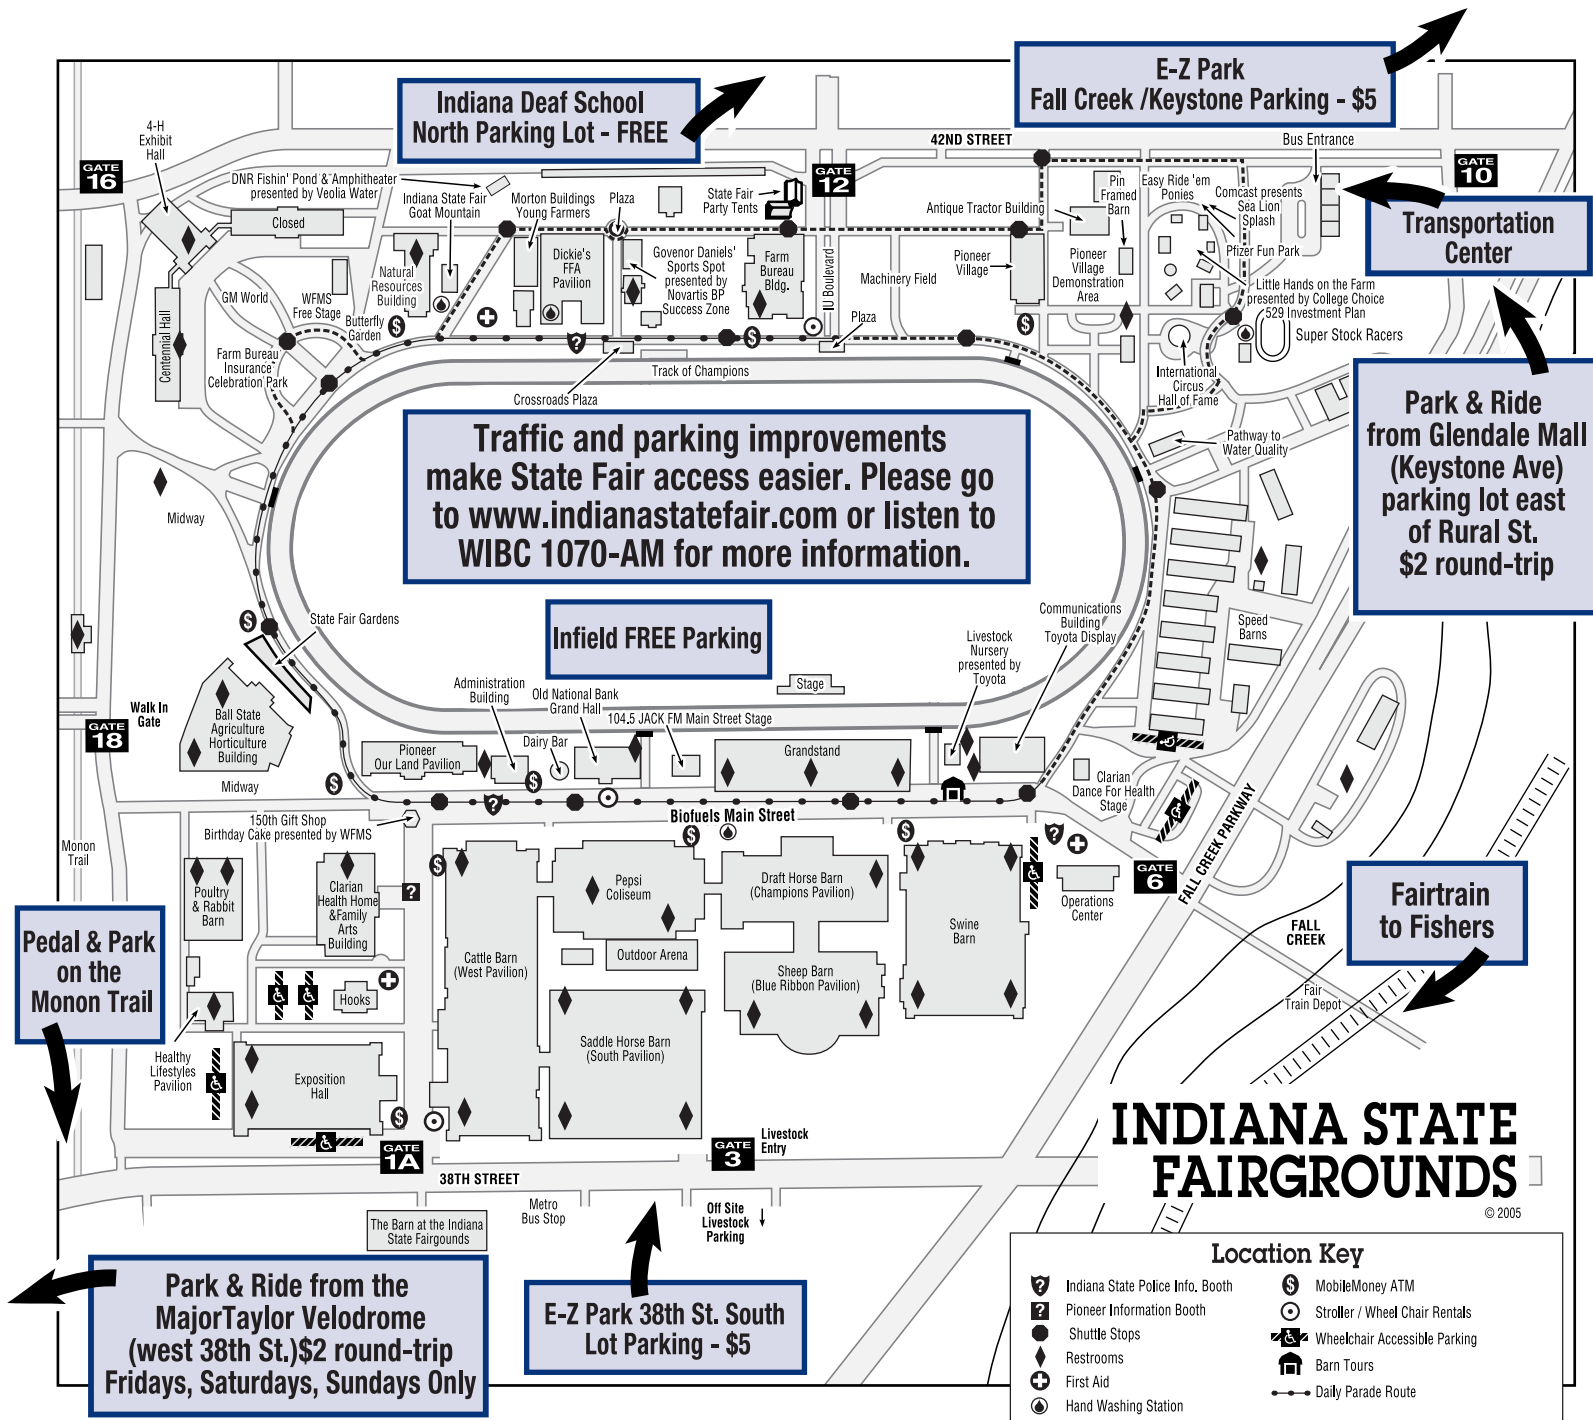 E-Z Park
Fall Creek /Keystone Parking - $5
Indiana Deaf School
North Parking Lot - FREE
42ND STREET
Bus Entrance
4-H
Exhibit
Hall
GATE
16
GATE
12
GATE
10
DNR Fishin' Pond & Amphitheater
presented by Veolia Water
Closed
Indiana State Fair
Goat Mountain
Morton Buildings
Young Farmers
Plaza
State Fair
Party Tents
Antique Tractor Building
Pin
Framed
Barn
Easy Ride 'em
Ponies
Comcast presents
Sea Lion
Splash
Transportation
Center
Pfizer Fun Park
Natural
Resources
Building
Dickie's
FFA
Pavilion
Govenor Daniels'
Sports Spot
presented by
Novartis BP
Success Zone
Farm
Bureau
Bldg.
IU Boulevard
Machinery Field
Pioneer
Village
Pioneer
Village
Demonstration
Area
Little Hands on the Farm
presented by College Choice
529 Investment Plan
GM World
WFMS
Free Stage
Butterfly
Garden
Plaza
Super Stock Racers
Centennial Hall
Farm Bureau
Insurance
Celebration Park
Crossroads Plaza
Track of Champions
International
Circus
Hall of Fame
Traffic and parking improvements
make State Fair access easier. Please go
to www.indianastatefair.com or listen to
WIBC 1070-AM for more information.
Pathway to
Water Quality
Park & Ride
from Glendale Mall
(Keystone Ave)
parking lot east
of Rural St.
$2 round-trip
Midway
State Fair Gardens
Infield FREE Parking
Livestock
Nursery
presented by
Toyota
Communications
Building
Toyota Display
Speed
Barns
Stage
Administration
Building
Old National Bank
Grand Hall
104.5 JACK FM Main Street Stage
Walk In
Gate
GATE
18
Ball State
Agriculture
Horticulture
Building
Pioneer
Our Land Pavilion
Dairy Bar
Grandstand
Midway
Clarian
Dance For Health
Stage
150th Gift Shop
Birthday Cake presented by WFMS
Biofuels Main Street
Monon
Trail
FALL CREEK PARKWAY
GATE
6
Poultry
& Rabbit
Barn
Clarian
Health Home
&Family
Arts
Building
Pepsi
Coliseum
Draft Horse Barn
(Champions Pavilion)
Operations
Center
Swine
Barn
FALL
CREEK
Fairtrain
to Fishers
Pedal & Park
on the
Monon Trail
Cattle Barn
(West Pavilion)
Outdoor Arena
Sheep Barn
(Blue Ribbon Pavilion)
Hooks
Fair
Train Depot
Healthy
Lifestyles
Pavilion
Exposition
Hall
Saddle Horse Barn
(South Pavilion)
GATE
1A
GATE
3
Livestock
Entry
38TH STREET
INDIANA STATE
FAIRGROUNDS
© 2005
Metro
Bus Stop
Off Site
Livestock
Parking
The Barn at the Indiana
State Fairgounds
Park & Ride from the
MajorTaylor Velodrome
(west 38th St.)$2 round-trip
Fridays, Saturdays, Sundays Only
E-Z Park 38th St. South
Lot Parking - $5
Location Key
Indiana State Police Info. Booth
Pioneer Information Booth
Shuttle Stops
Restrooms
First Aid
Hand Washing Station
MobileMoney ATM
Stroller / Wheel Chair Rentals
Wheelchair Accessible Parking
Barn Tours
Daily Parade Route